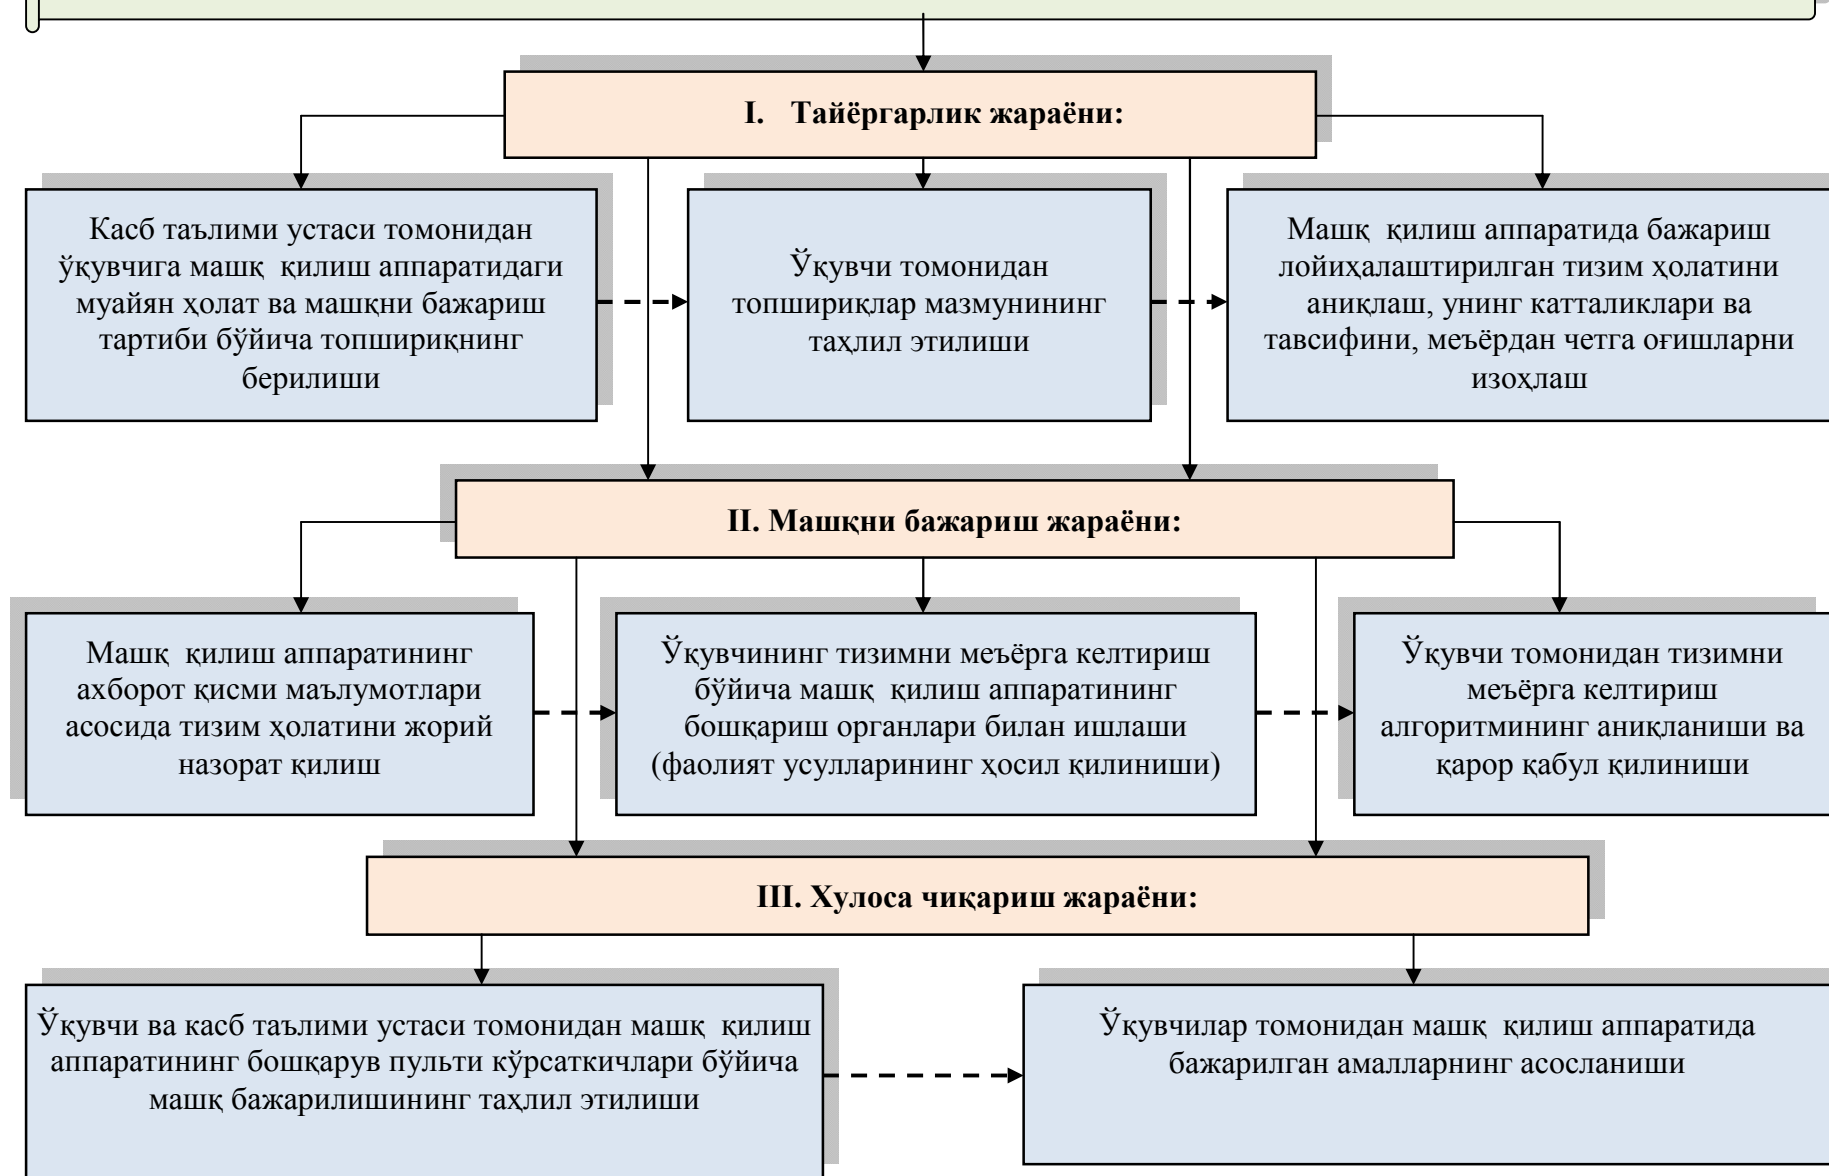 I. Тайёргарлик жараёни:
Касб таълими устаси томонидан
ўқувчига машқ қилиш аппаратидаги
муайян ҳолат ва машқни бажариш
тартиби бўйича топшириқнинг
берилиши
Ўқувчи томонидан
топшириқлар мазмунининг
таҳлил этилиши
Машқ қилиш аппаратида бажариш
лойиҳалаштирилган тизим ҳолатини
аниқлаш, унинг катталиклари ва
тавсифини, меъёрдан четга оғишларни
изоҳлаш
II. Машқни бажариш жараёни:
Машқ қилиш аппаратининг
ахборот қисми маълумотлари
асосида тизим ҳолатини жорий
назорат қилиш
Ўқувчининг тизимни меъёрга келтириш
бўйича машқ қилиш аппаратининг
бошқариш органлари билан ишлаши
(фаолият усулларининг ҳосил қилиниши)
Ўқувчи томонидан тизимни
меъёрга келтириш
алгоритмининг аниқланиши ва
қарор қабул қилиниши
III. Хулоса чиқариш жараёни:
Ўқувчи ва касб таълими устаси томонидан машқ қилиш
аппаратининг бошқарув пульти кўрсаткичлари бўйича
машқ бажарилишининг таҳлил этилиши
Ўқувчилар томонидан машқ қилиш аппаратида
бажарилган амалларнинг асосланиши